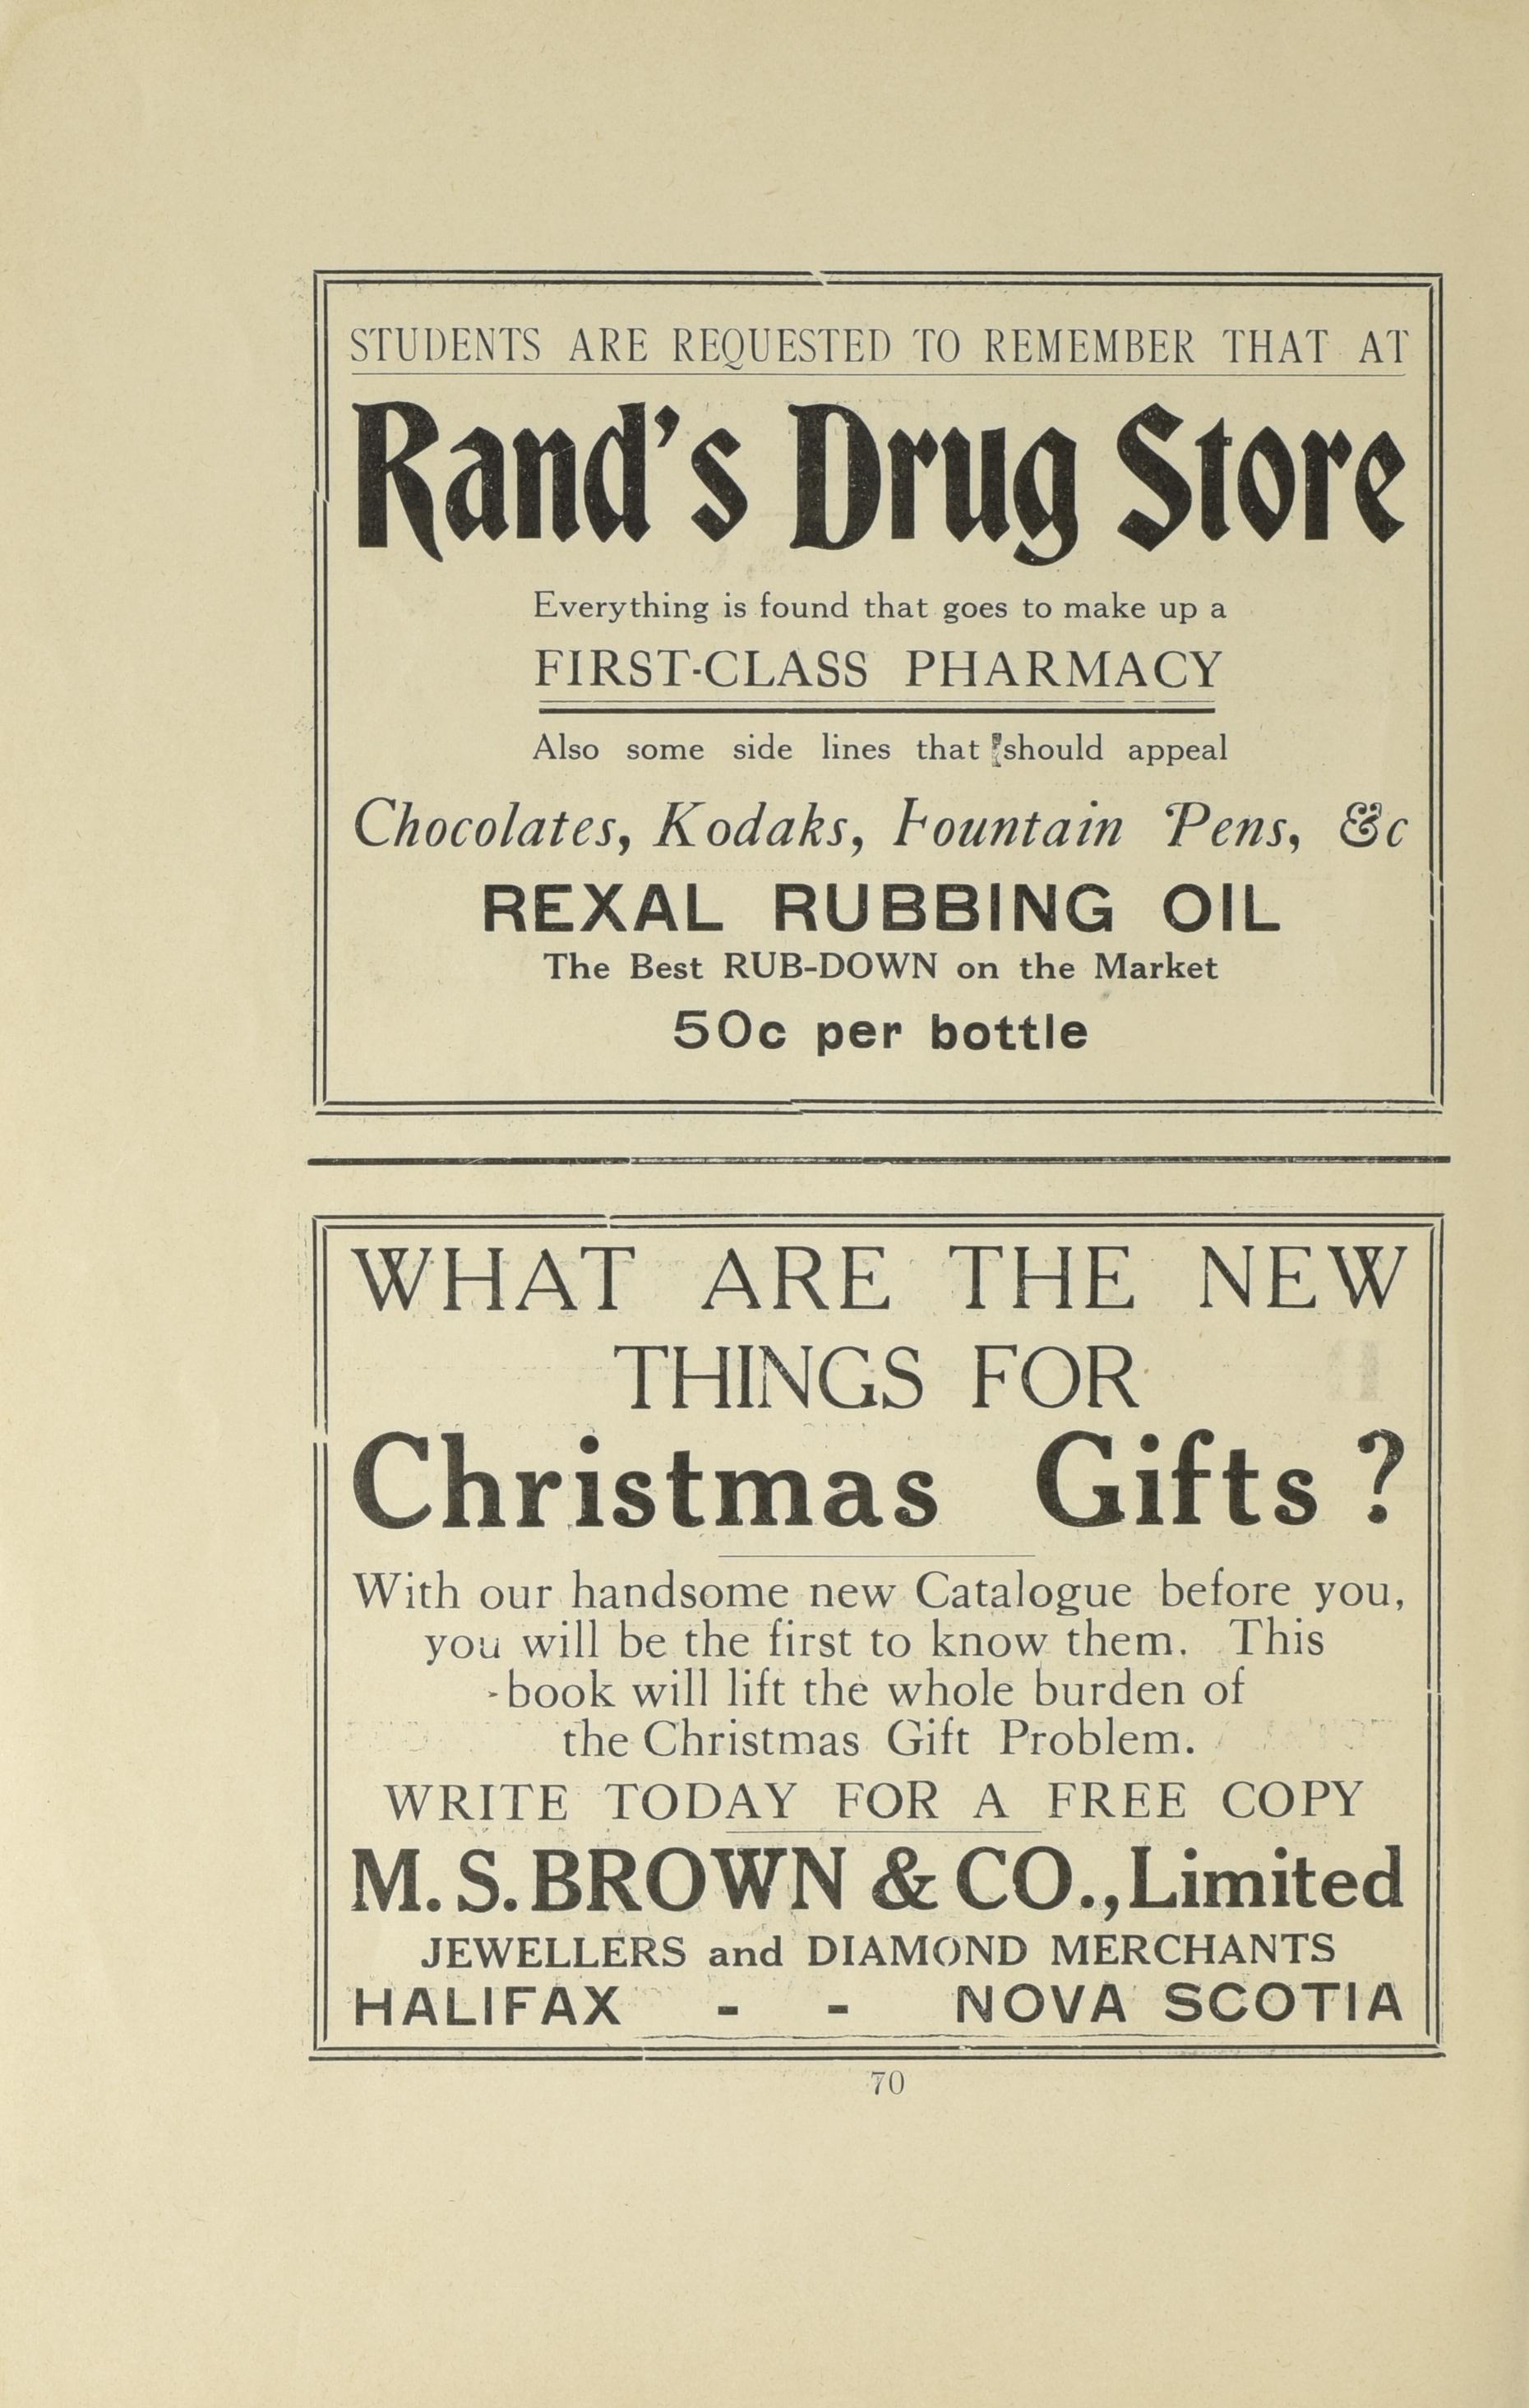 STUDENTS ARE REQUESTED TO REMEMBER THAT AT
Rand's Drug Store
Everything is found that goes to make up a
FIRST-CLASS PHARMACY
Also some side lines that should appeal
Chocolates, Kodaks, Fountain Pens, &c
REXAL RUBBING OIL
The Best RUB-DOWN on the Market
50c per bottle
WHAT ARE THE NEW
THINGS FOR
Christmas Gifts ?
With our handsome new Catalogue before you,
you will be the first to know them. This
book will lift the whole burden of
the Christmas Gift Problem.
WRITE TODAY FOR A FREE COPY
M. S. BROWN & CO., Limited
JEWELLERS and DIAMOND MERCHANTS
HALIFAX - - NOVA SCOTIA
70